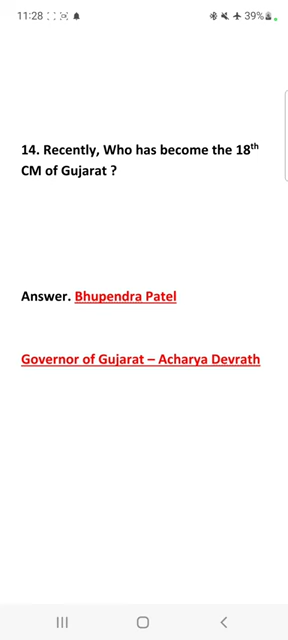 11:28 39%
14. Recently, Who has become the 18th
CM of Gujarat ?
Answer. Bhupendra Patel
Governor of Gujarat – Acharya Devrath